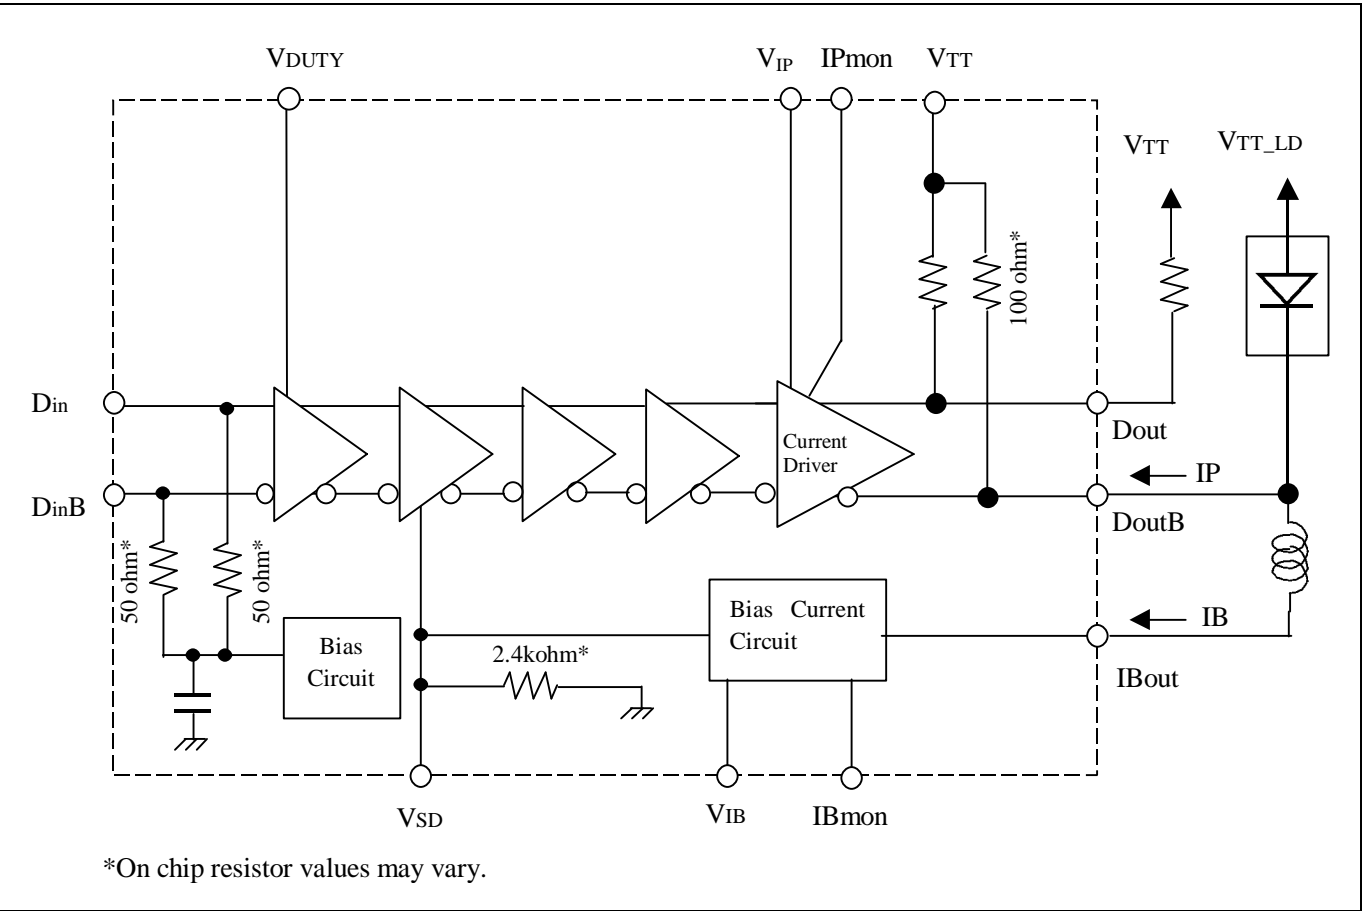 VDUTY
VIP
IPmon
VTT
VTT
VTT_LD
100 ohm*
Din
Current
Driver
Dout
IP
DinB
DoutB
50 ohm*
50 ohm*
Bias
Circuit
2.4kohm*
Bias Current
Circuit
IB
IBout
VSD
VIB
IBmon
*On chip resistor values may vary.